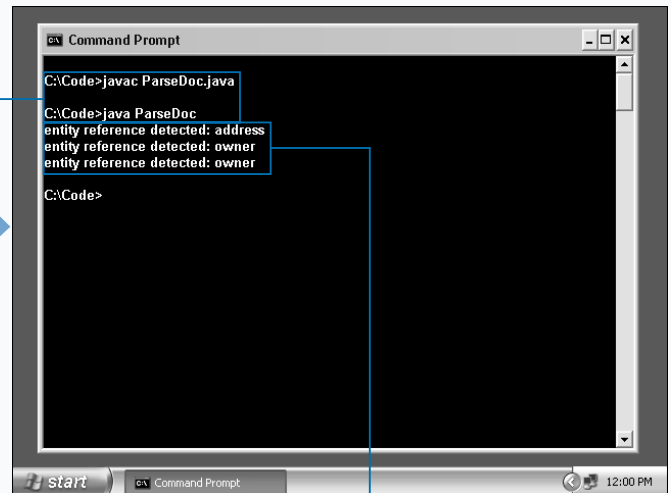 Command Prompt
C:\Code>javac ParseDoc.java
C:\Code>java ParseDoc
entity reference detected: address
entity reference detected: owner
entity reference detected: owner
C:\Code>
start
Command Prompt
12:00 PM